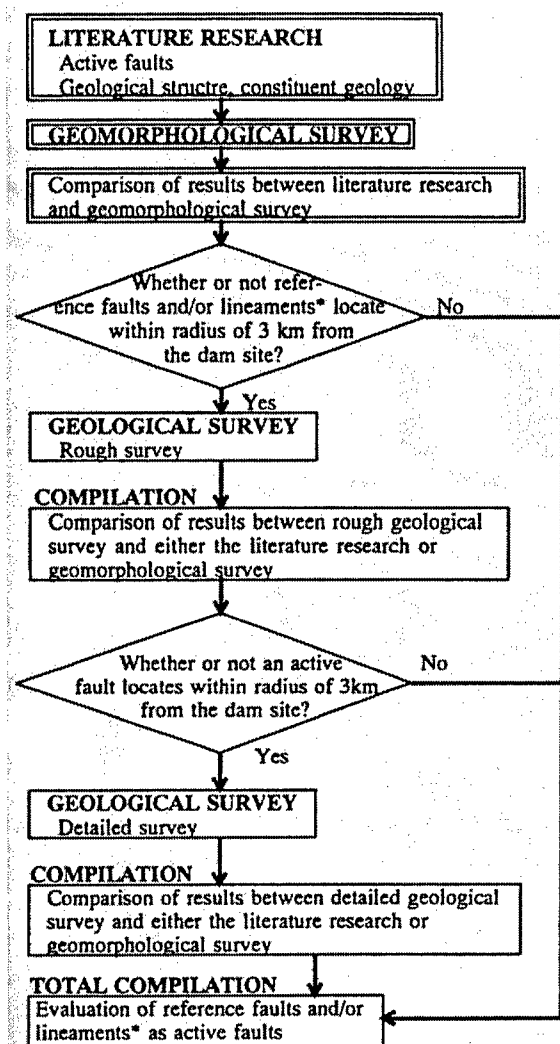 LITERATURE RESEARCH
Active faults
Geological structre, constituent geology
GEOMORPHOLOGICAL SURVEY
Comparison of results between literature research
and geomorphological survey
Whether or not refer-
ence faults and/or lineaments* locate
within radius of 3 km from
the dam site?
No
Yes
GEOLOGICAL SURVEY
Rough survey
COMPILATION
Comparison of results between rough geological
survey and either the literature research or
geomorphological survey
Whether or not an active
fault locates within radius of 3km
from the dam site?
No
Yes
GEOLOGICAL SURVEY
Detailed survey
COMPILATION
Comparison of results between detailed geological
survey and either the literature research or
geomorphological survey
TOTAL COMPILATION
Evaluation of reference faults and/or
lineaments* as active faults